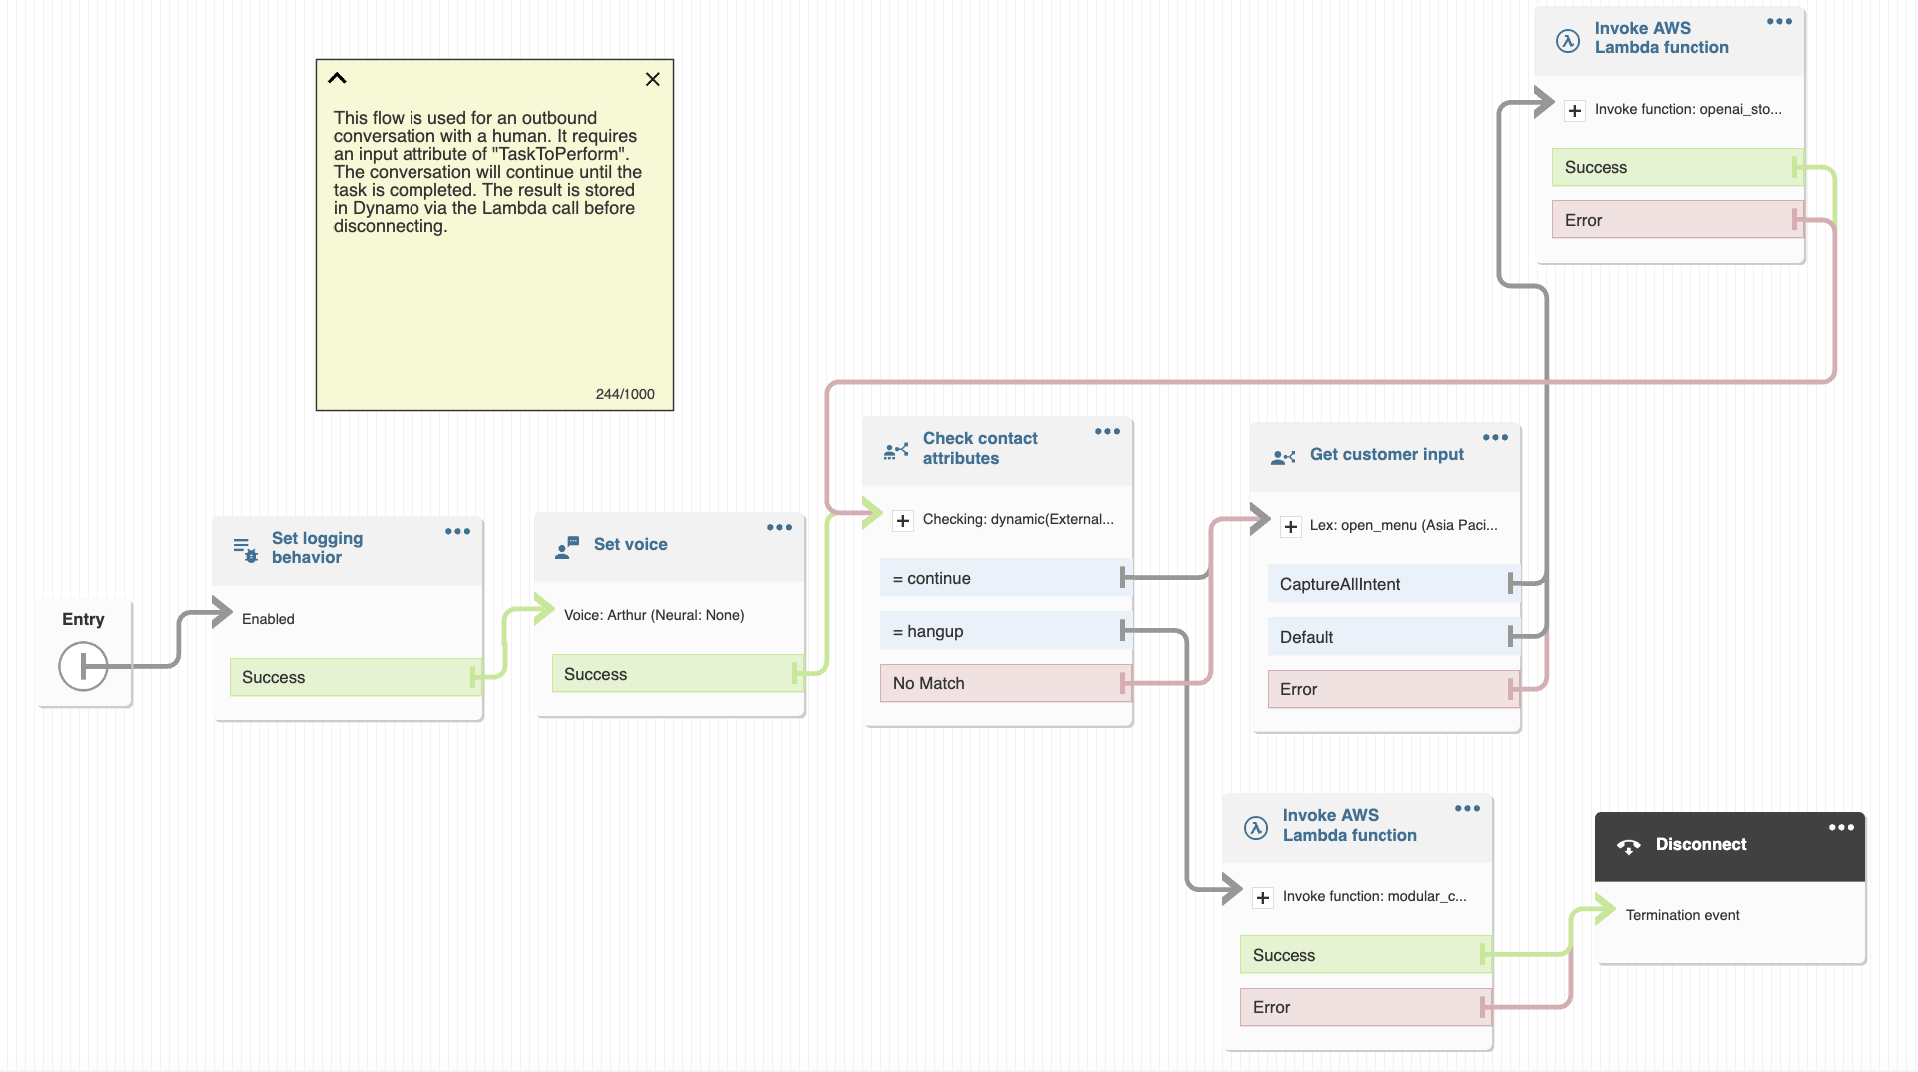 Invoke AWS
Lambda function
Invoke function: openai_sto...
Success
Error
This flow is used for an outbound
conversation with a human. It requires
an input attribute of "TaskToPerform".
The conversation will continue until the
task is completed. The result is stored
in Dynamo via the Lambda call before
disconnecting.
244/1000
Entry
Set logging
behavior
Enabled
Success
Set voice
Voice: Arthur (Neural: None)
Success
Check contact
attributes
Checking: dynamic(External...
= continue
= hangup
No Match
Get customer input
Lex: open_menu (Asia Paci...
CaptureAllIntent
Default
Error
Invoke AWS
Lambda function
Invoke function: modular_c...
Success
Error
Disconnect
Termination event